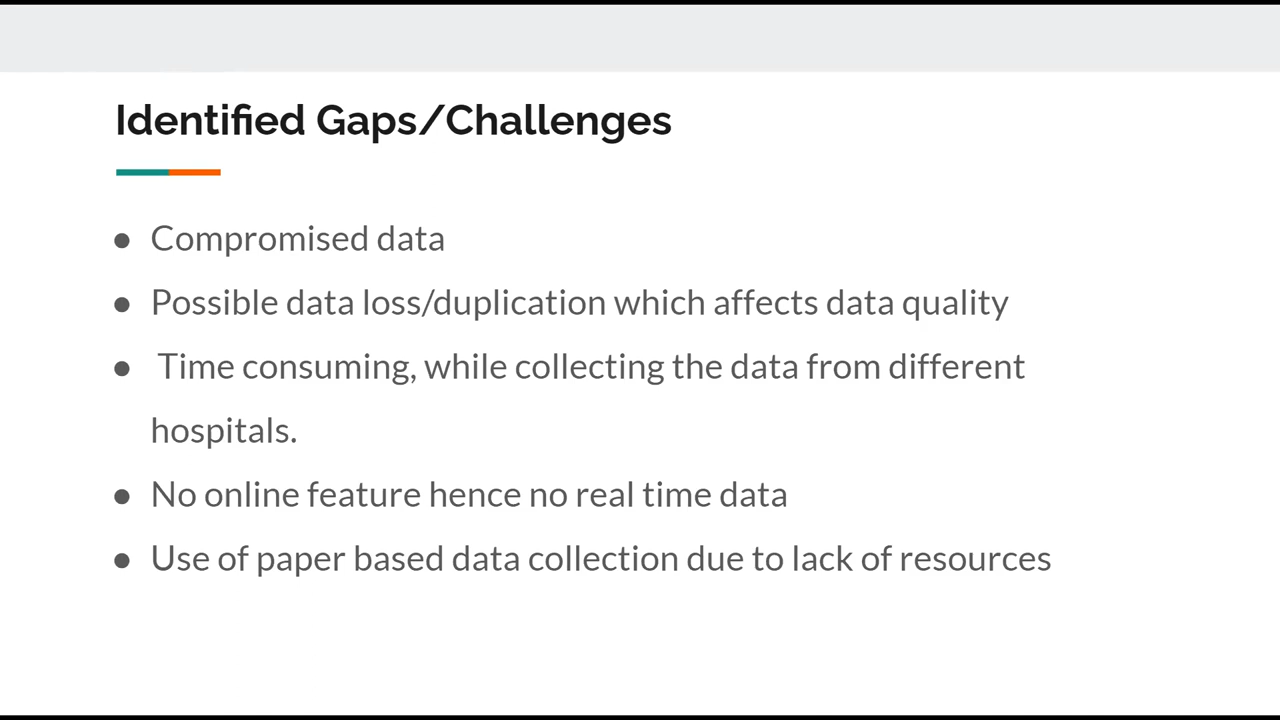 Identified Gaps/Challenges
● Compromised data
● Possible data loss/duplication which affects data quality
● Time consuming, while collecting the data from different
hospitals.
● No online feature hence no real time data
● Use of paper based data collection due to lack of resources